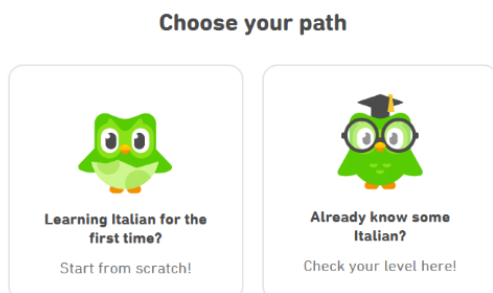 Choose your path
Learning Italian for the
first time?
Start from scratch!
Already know some
Italian?
Check your level here!